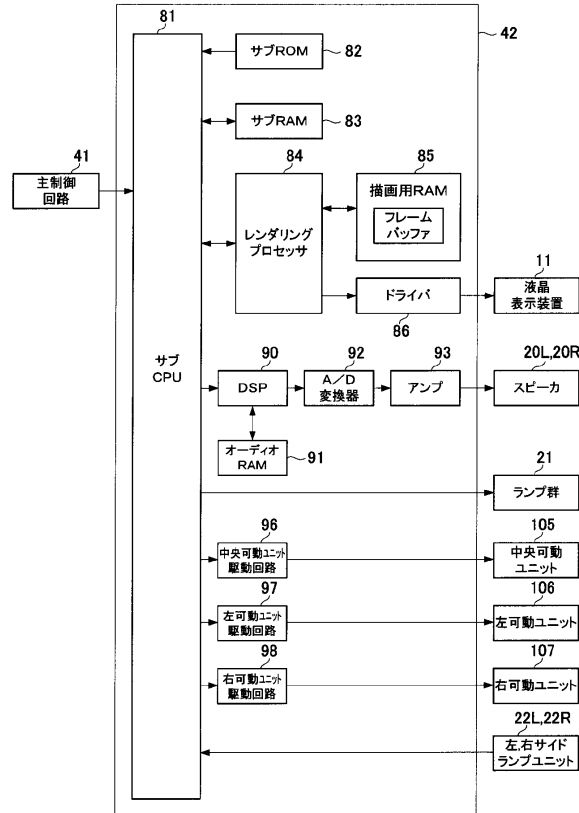 81
サブROM
82
42
サブRAM
83
41
主制御
回路
84
85
レンダリング
プロセッサ
描画用RAM
フレーム
バッファ
11
ドライバ
86
液晶
表示装置
サブ
CPU
90
92
93
20L,20R
DSP
A/D
変換器
アンプ
スピーカ
オーディオ
RAM
91
21
ランプ群
96
105
中央可動ユニット
駆動回路
中央可動
ユニット
97
106
左可動ユニット
駆動回路
左可動ユニット
98
107
右可動ユニット
駆動回路
右可動ユニット
22L,22R
左,右サイド
ランプユニット